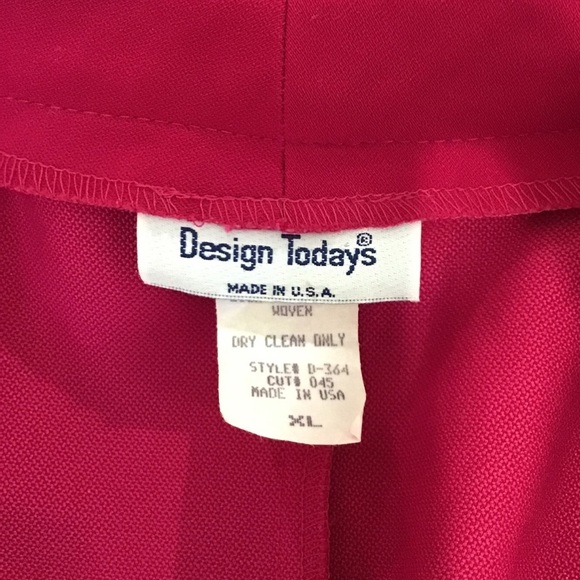 Design Todays®
MADE IN U.S.A.
WOVEN
DRY CLEAN ONLY
STYLE# D-364
CUT# 045
MADE IN USA
XL